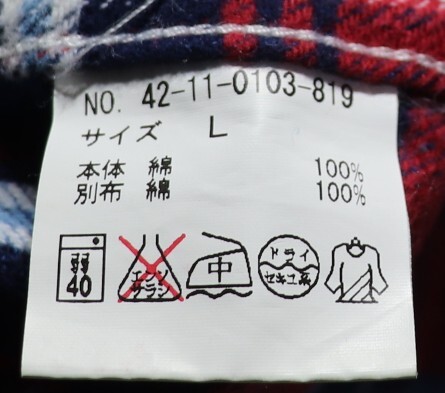 NO. 42-11-0103-819
サイズ L
本体 綿 100%
別布 綿 100%
弱
40
エンソ
サラシ
中
ドライ
セキユ系